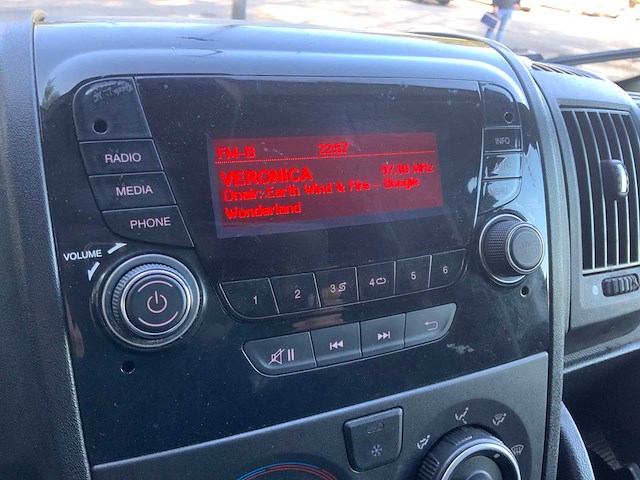 FM-B 22:57
VERONICA
Onair: Earth Wind & Fire - Boogie
Wonderland
RADIO
MEDIA
PHONE
VOLUME
INFO
1 2 3 4 5 6